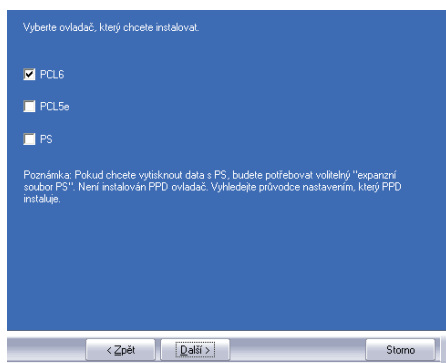 Vyberte ovladač, který chcete instalovat.
PCL6
PCL5e
PS
Poznámka: Pokud chcete vytisknout data s PS, budete potřebovat volitelný "expanzní
soubor PS". Není instalován PPD ovladač. Vyhledejte průvodce nastavením, který PPD
instaluje.
< Zpět
Další >
Storno